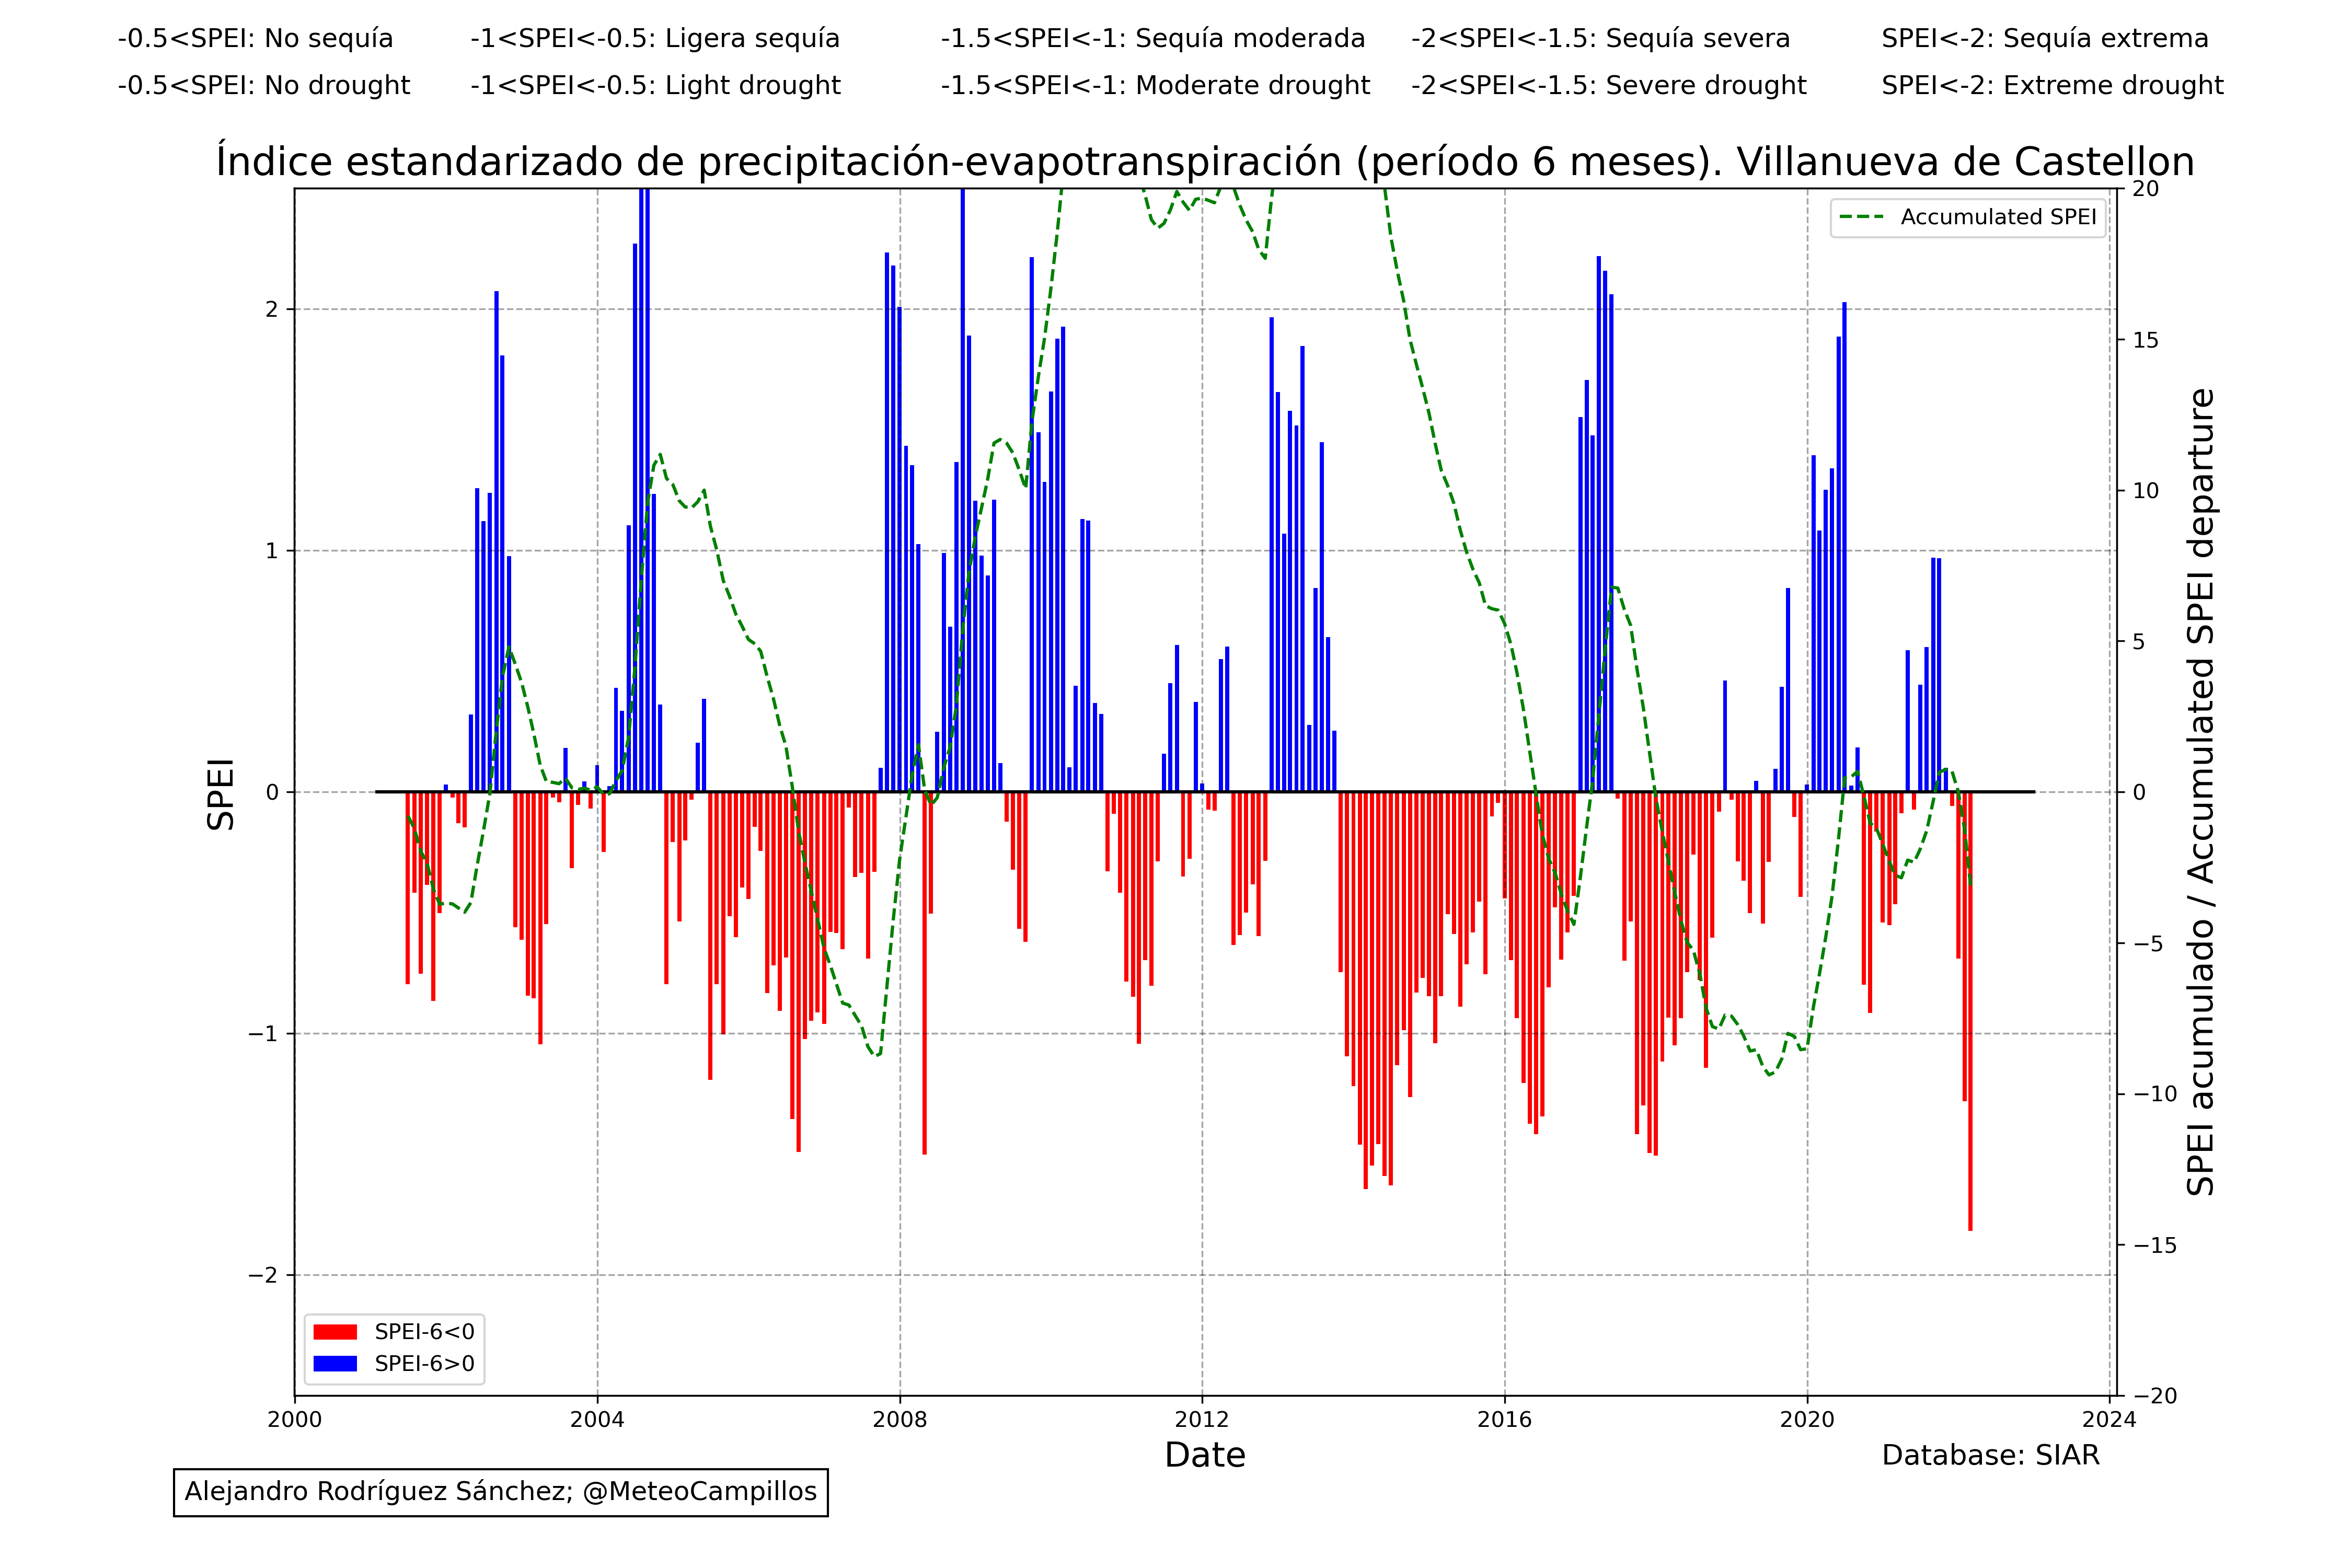 -0.5<SPEI: No sequía -1<SPEI<-0.5: Ligera sequía -1.5<SPEI<-1: Sequía moderada -2<SPEI<-1.5: Sequía severa SPEI<-2: Sequía extrema
-0.5<SPEI: No drought -1<SPEI<-0.5: Light drought -1.5<SPEI<-1: Moderate drought -2<SPEI<-1.5: Severe drought SPEI<-2: Extreme drought
Índice estandarizado de precipitación-evapotranspiración (período 6 meses). Villanueva de Castellon
Accumulated SPEI
SPEI
2
1
0
−1
−2
20
15
10
5
0
−5
−10
−15
−20
SPEI acumulado / Accumulated SPEI departure
SPEI-6<0
SPEI-6>0
2000 2004 2008 2012 2016 2020 2024
Date
Database: SIAR
Alejandro Rodríguez Sánchez; @MeteoCampillos